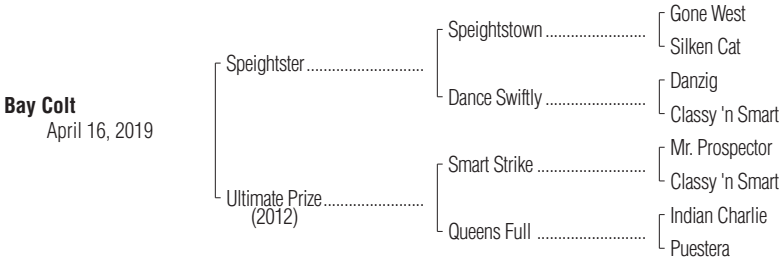 Gone West
Speightstown
Silken Cat
Speightster
Danzig
Dance Swiftly
Classy 'n Smart
Bay Colt
April 16, 2019
Mr. Prospector
Smart Strike
Classy 'n Smart
Ultimate Prize
(2012)
Indian Charlie
Queens Full
Puestera